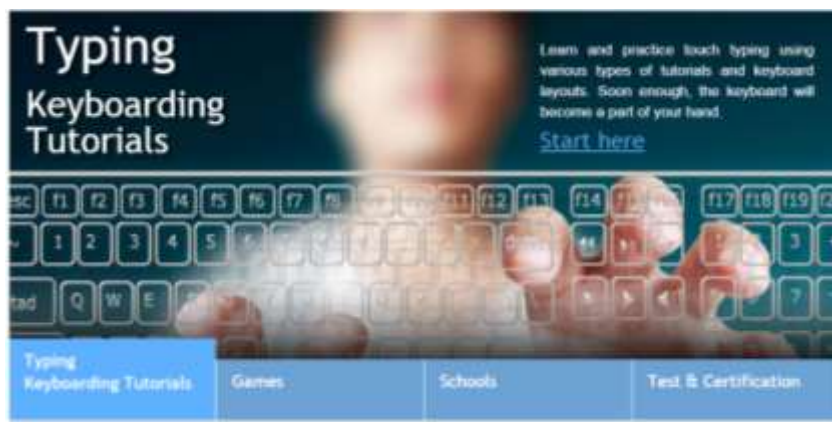 Typing
Keyboarding
Tutorials
Learn and practice touch typing using
various types of tutorials and keyboard
layouts. Soon enough, the keyboard will
become a part of your hand.
Start here
esc f1 f2 f3 f4 f5 f6 f7 f8 f11 f12 f13 f14 f17 f18 f19
~ 1 2 3 4 5 3
Q W E 7
Typing
Keyboarding Tutorials
Games
Schools
Test & Certification